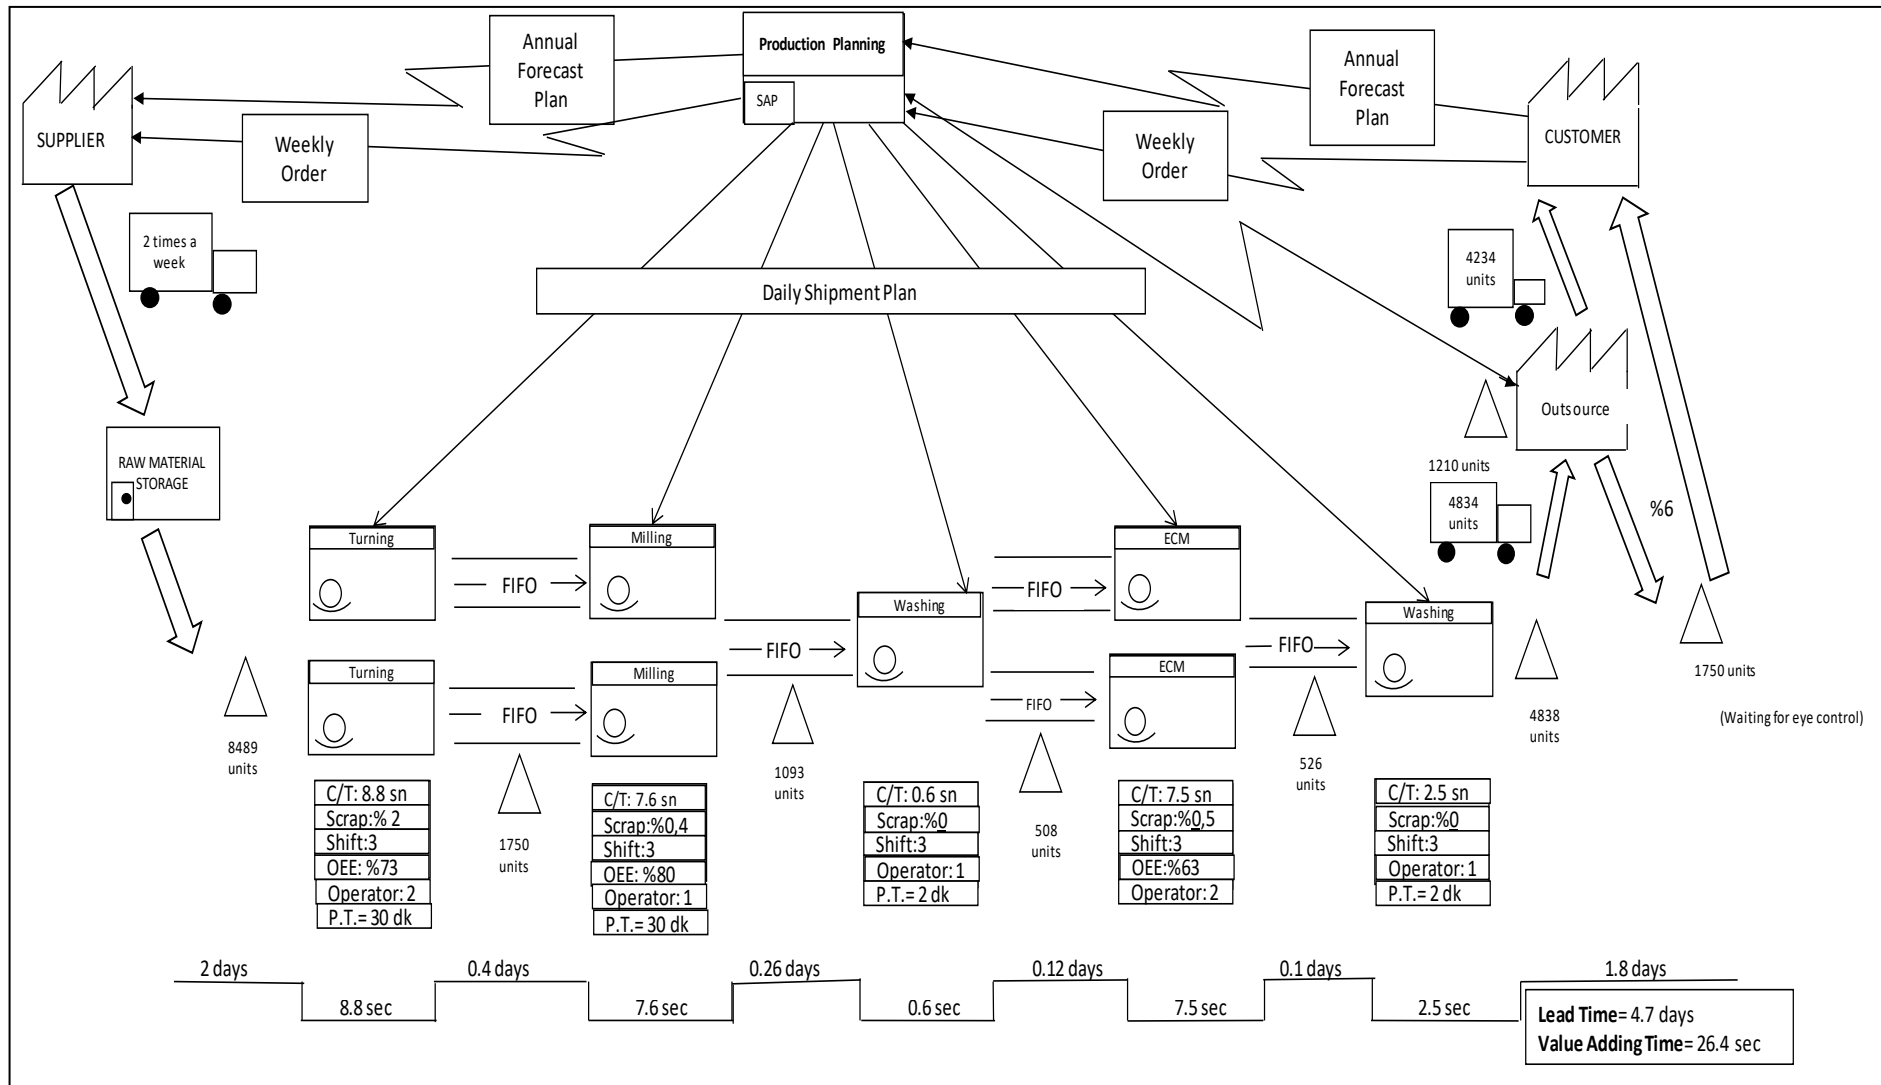 Annual
Forecast
Plan
Production Planning
SAP
Annual
Forecast
Plan
SUPPLIER
Weekly
Order
Weekly
Order
CUSTOMER
2 times a
week
4234
units
Daily Shipment Plan
Outsource
RAW MATERIAL
STORAGE
1210 units
4834
units
%6
Turning
FIFO
Milling
ECM
FIFO
Washing
FIFO
Washing
FIFO
Turning
FIFO
Milling
FIFO
ECM
8489
units
1750
units
1093
units
508
units
526
units
4838
units
1750 units
(Waiting for eye control)
C/T: 8.8 sn
Scrap:% 2
Shift:3
OEE: %73
Operator: 2
P.T.= 30 dk
C/T: 7.6 sn
Scrap:%0,4
Shift:3
OEE: %80
Operator: 1
P.T.= 30 dk
C/T: 0.6 sn
Scrap:%0
Shift:3
Operator: 1
P.T.= 2 dk
C/T: 7.5 sn
Scrap:%0,5
Shift:3
OEE:%63
Operator: 2
C/T: 2.5 sn
Scrap:%0
Shift:3
Operator: 1
P.T.= 2 dk
2 days
0.4 days
0.26 days
0.12 days
0.1 days
1.8 days
8.8 sec
7.6 sec
0.6 sec
7.5 sec
2.5 sec
Lead Time= 4.7 days
Value Adding Time= 26.4 sec